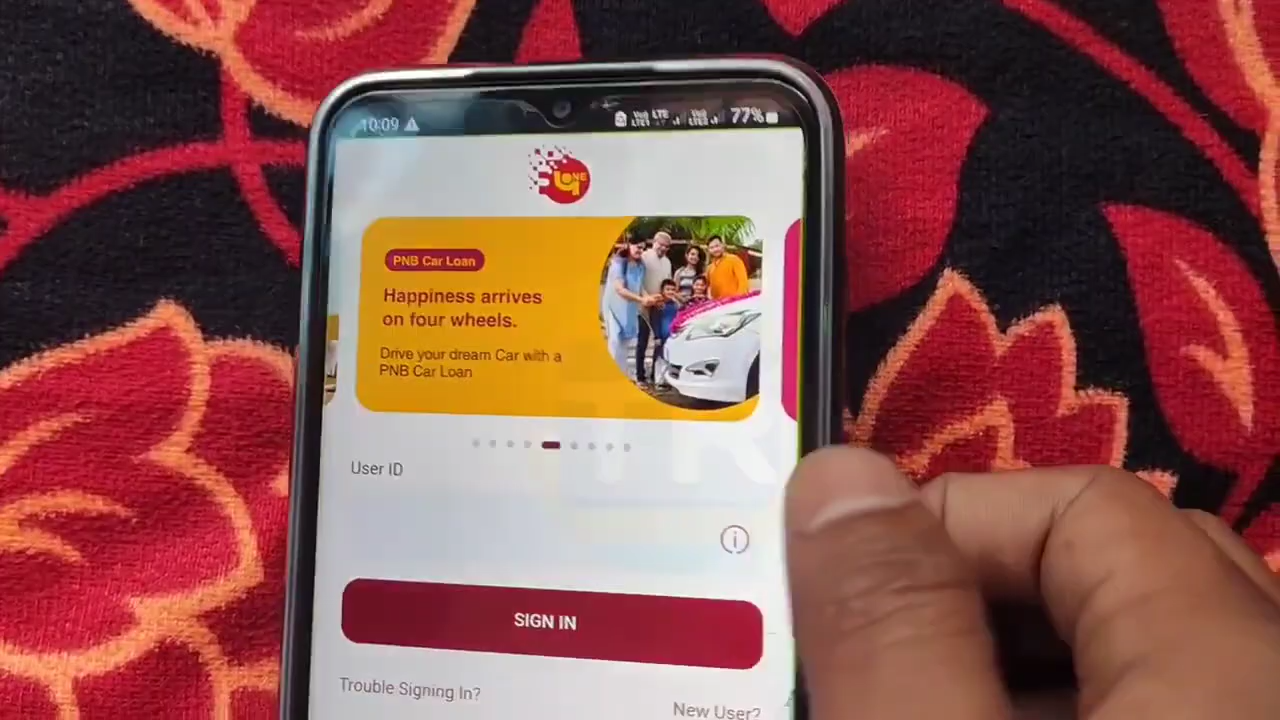 10:09
77%
ONE
PNB Car Loan
Happiness arrives
on four wheels.
Drive your dream Car with a
PNB Car Loan
User ID
SIGN IN
Trouble Signing In?
New User?